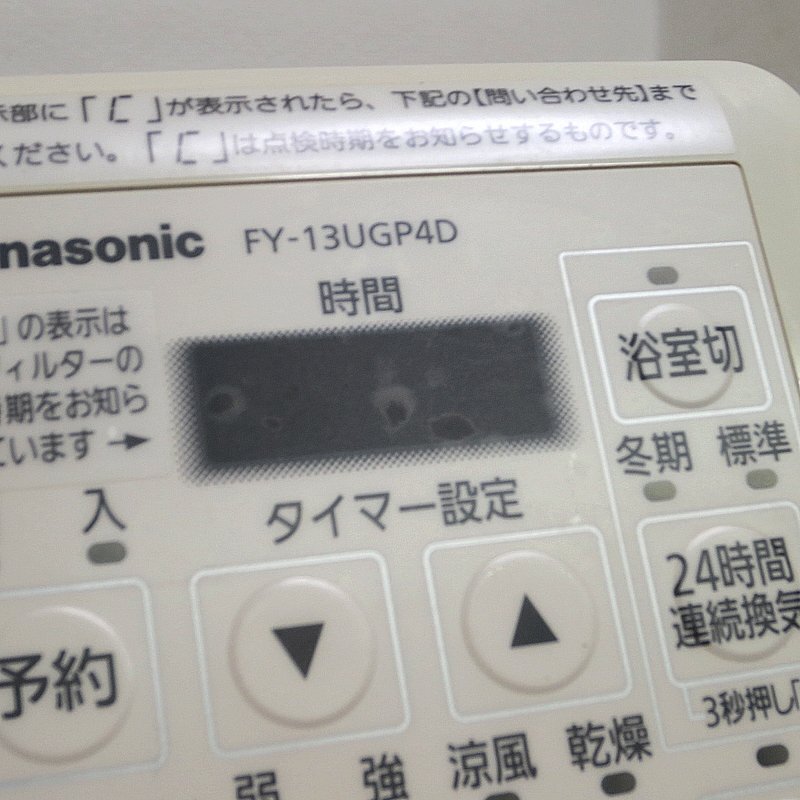 示部に「 [ 」が表示されたら、下記の【問い合わせ先】まで
ください。「 [ 」は点検時期をお知らせするものです。
nasonic FY-13UGP4D
時間
」の表示は
ィルターの
時期をお知ら
ています →
浴室切
冬期 標準
入
タイマー設定
24時間
連続換気
予約
▼ ▲
3秒押し
弱 強 涼風 乾燥